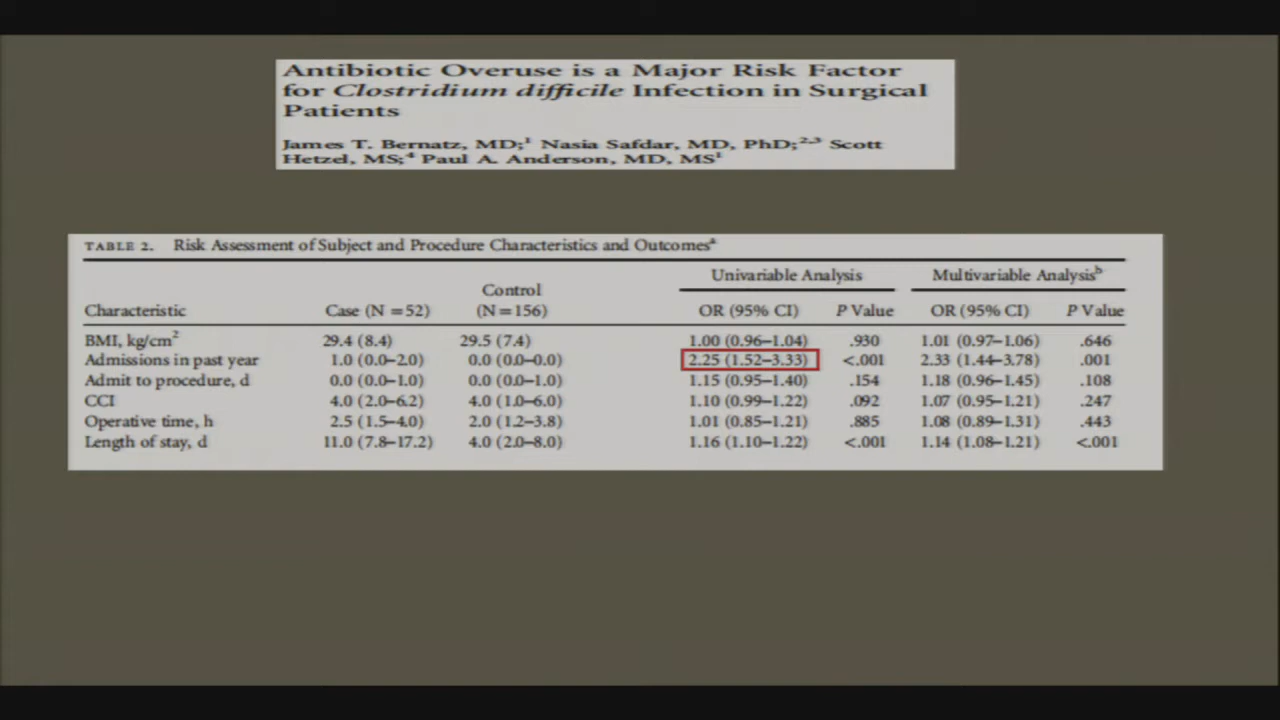 Antibiotic Overuse is a Major Risk Factor
for Clostridium difficile Infection in Surgical
Patients
James T. Bernatz, MD;1 Nasia Safdar, MD, PhD;2,3 Scott
Hetzel, MS;4 Paul A. Anderson, MD, MS1
TABLE 2. Risk Assessment of Subject and Procedure Characteristics and Outcomesa
Univariable Analysis Multivariable Analysisb
Control
Characteristic Case (N = 52) (N = 156) OR (95% CI) P Value OR (95% CI) P Value
BMI, kg/cm2 29.4 (8.4) 29.5 (7.4) 1.00 (0.96–1.04) .930 1.01 (0.97–1.06) .646
Admissions in past year 1.0 (0.0–2.0) 0.0 (0.0–0.0) 2.25 (1.52–3.33) <.001 2.33 (1.44–3.78) .001
Admit to procedure, d 0.0 (0.0–1.0) 0.0 (0.0–1.0) 1.15 (0.95–1.40) .154 1.18 (0.96–1.45) .108
CCI 4.0 (2.0–6.2) 4.0 (1.0–6.0) 1.10 (0.99–1.22) .092 1.07 (0.95–1.21) .247
Operative time, h 2.5 (1.5–4.0) 2.0 (1.2–3.8) 1.01 (0.85–1.21) .885 1.08 (0.89–1.31) .443
Length of stay, d 11.0 (7.8–17.2) 4.0 (2.0–8.0) 1.16 (1.10–1.22) <.001 1.14 (1.08–1.21) <.001